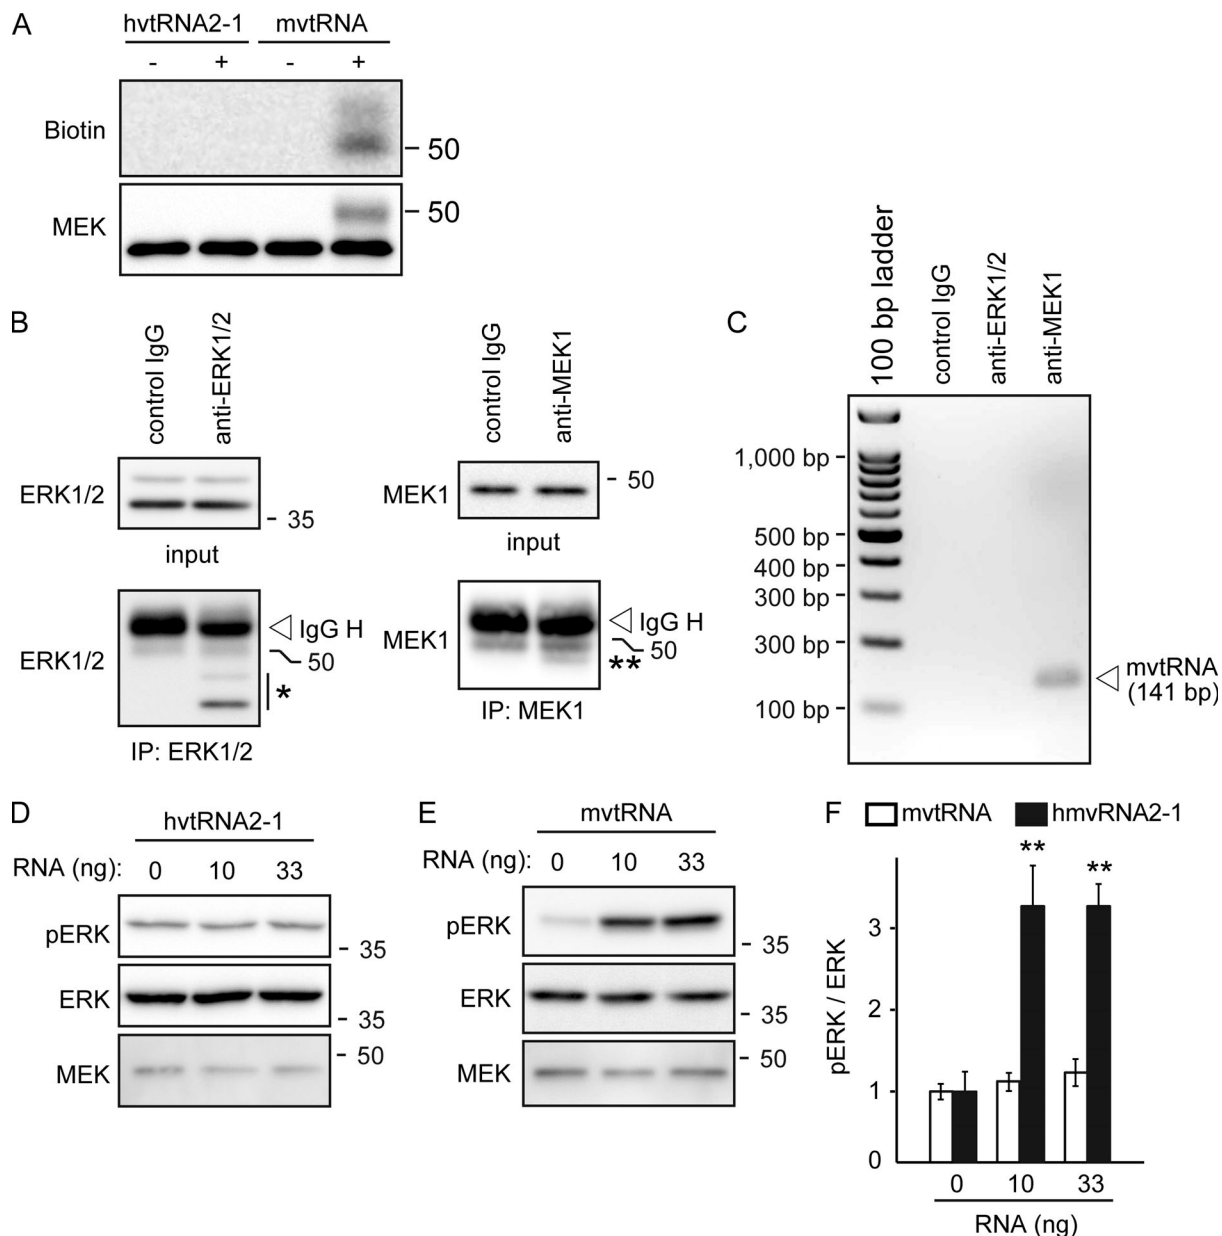 A
hvtRNA2-1 mvtRNA
- + - +
Biotin
– 50
MEK
– 50
B
control IgG
anti-ERK1/2
ERK1/2
- 35
input
ERK1/2
IgG H
50
*
IP: ERK1/2
control IgG
anti-MEK1
MEK1
- 50
input
MEK1
IgG H
50
**
IP: MEK1
C
100 bp ladder
control IgG
anti-ERK1/2
anti-MEK1
1,000 bp
500 bp
400 bp
300 bp
300 bp
100 bp
mvtRNA
(141 bp)
D
hvtRNA2-1
RNA (ng): 0 10 33
pERK
- 35
ERK
- 35
MEK
- 50
E
mvtRNA
RNA (ng): 0 10 33
pERK
- 35
ERK
- 35
MEK
- 50
F
mvtRNA hmvRNA2-1
** **
pERK / ERK
3
2
1
0
0 10 33
RNA (ng)